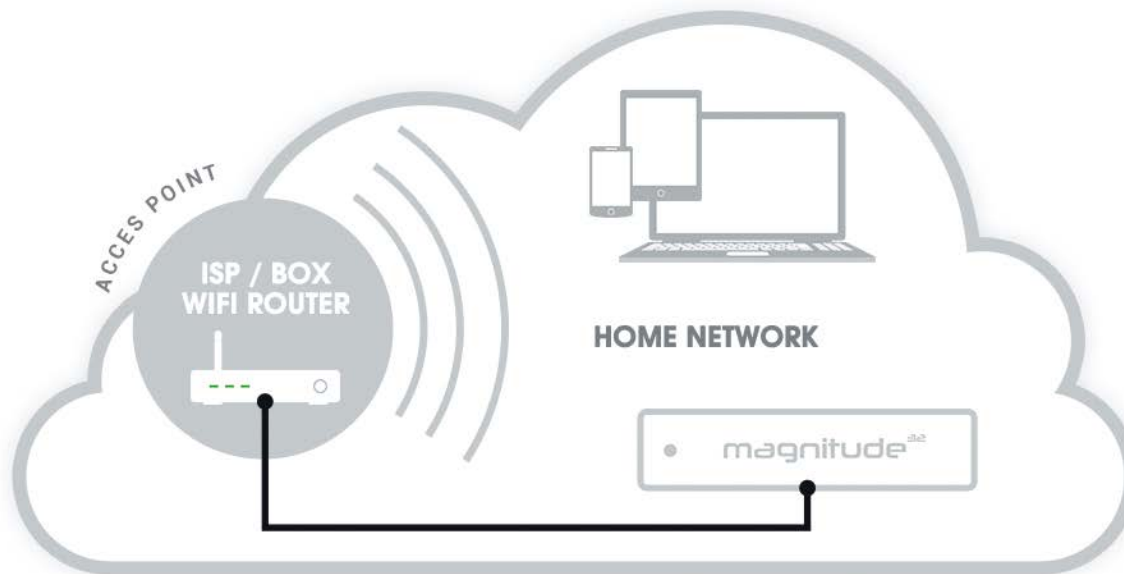 ACCES POINT
ISP / BOX
WIFI ROUTER
HOME NETWORK
magnitude³²